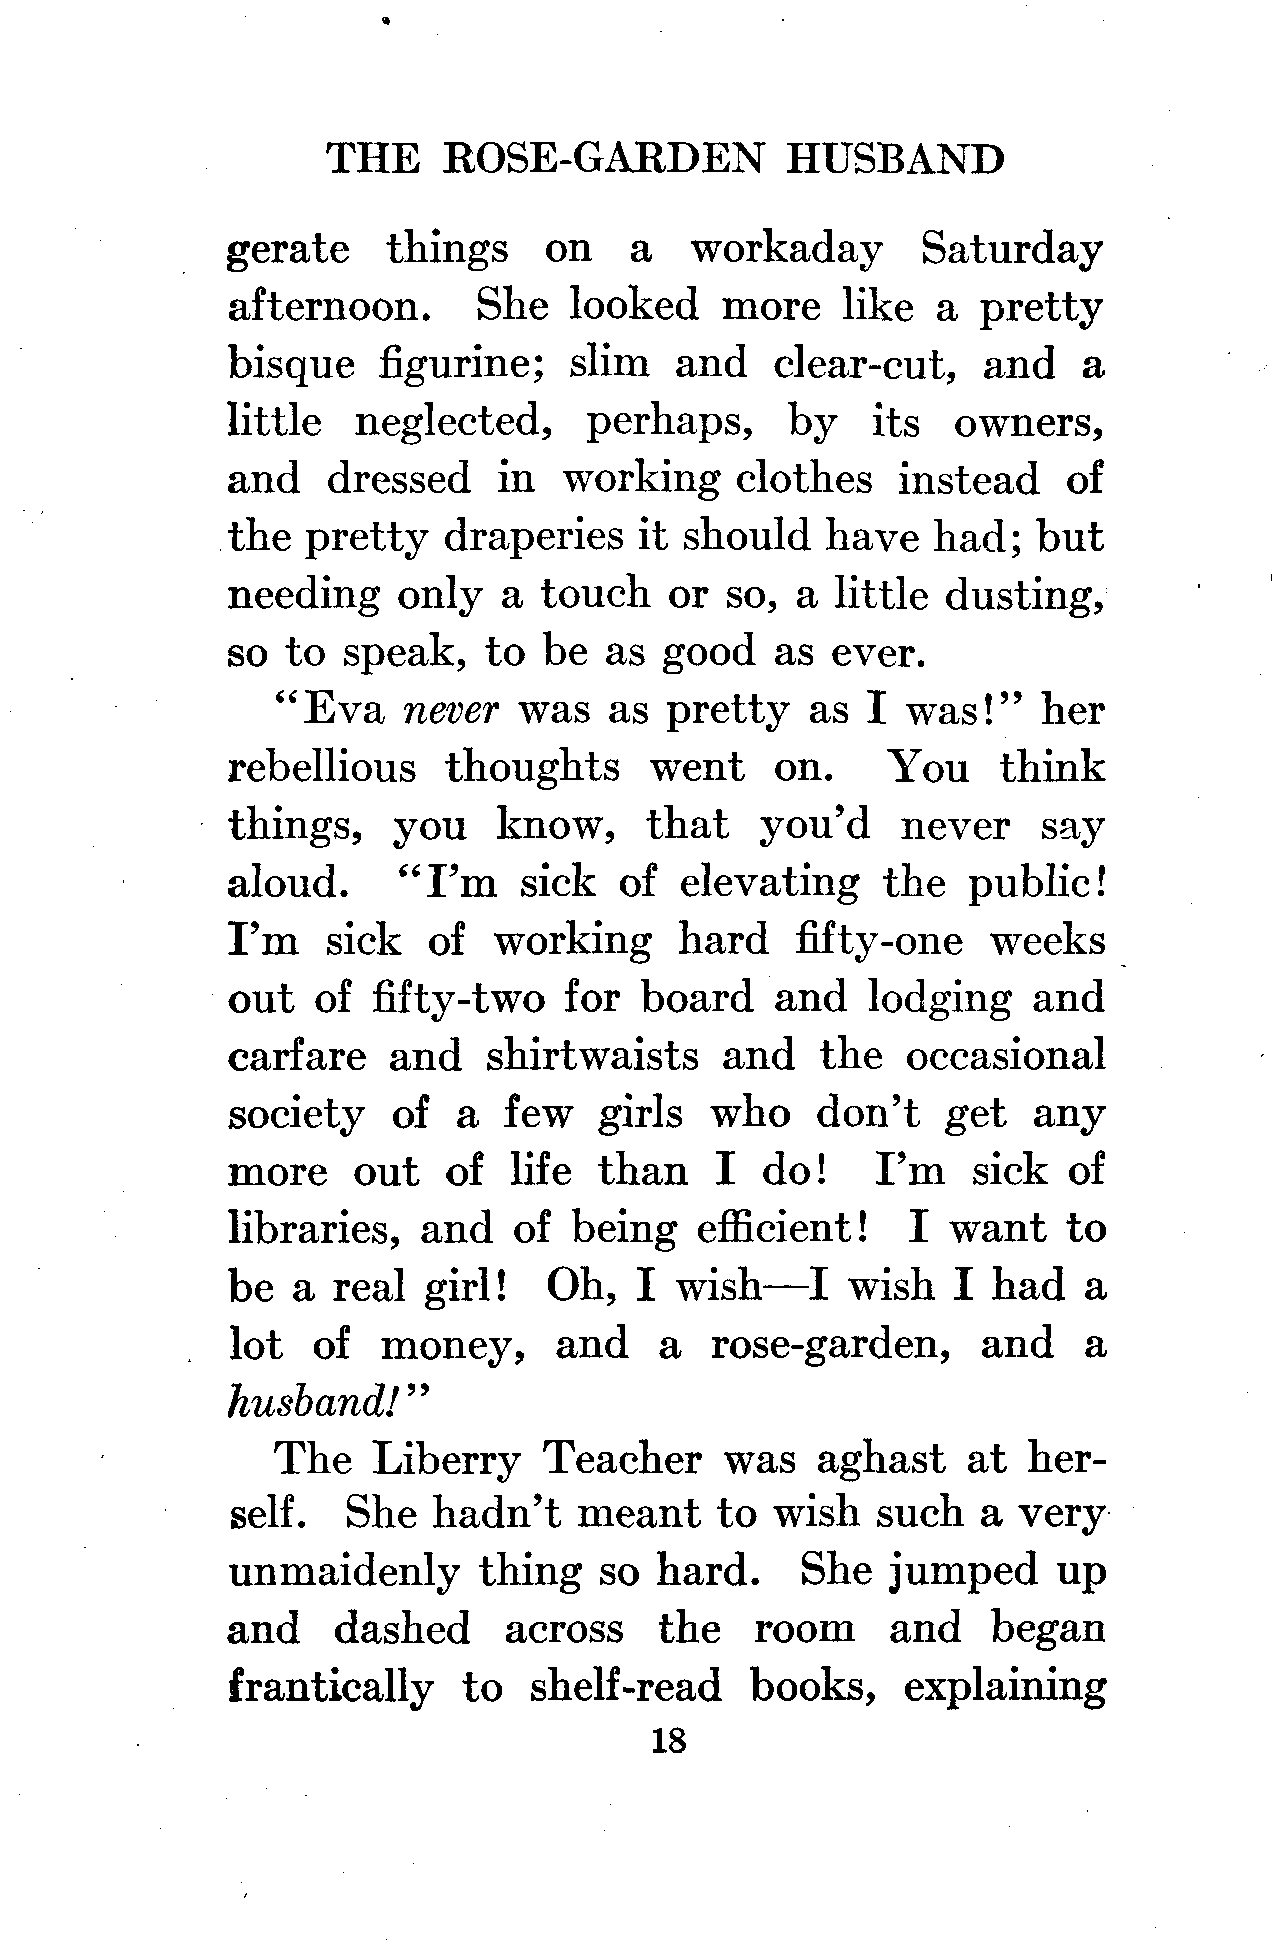 THE ROSE-GARDEN HUSBAND
gerate things on a workaday Saturday
afternoon. She looked more like a pretty
bisque figurine; slim and clear-cut, and a
little neglected, perhaps, by its owners,
and dressed in working clothes instead of
the pretty draperies it should have had; but
needing only a touch or so, a little dusting,
so to speak, to be as good as ever.
“Eva never was as pretty as I was!” her
rebellious thoughts went on. You think
things, you know, that you’d never say
aloud. “I’m sick of elevating the public!
I’m sick of working hard fifty-one weeks
out of fifty-two for board and lodging and
carfare and shirtwaists and the occasional
society of a few girls who don’t get any
more out of life than I do! I’m sick of
libraries, and of being efficient! I want to
be a real girl! Oh, I wish—I wish I had a
lot of money, and a rose-garden, and a
husband!”
The Liberry Teacher was aghast at her-
self. She hadn’t meant to wish such a very
unmaidenly thing so hard. She jumped up
and dashed across the room and began
frantically to shelf-read books, explaining
18